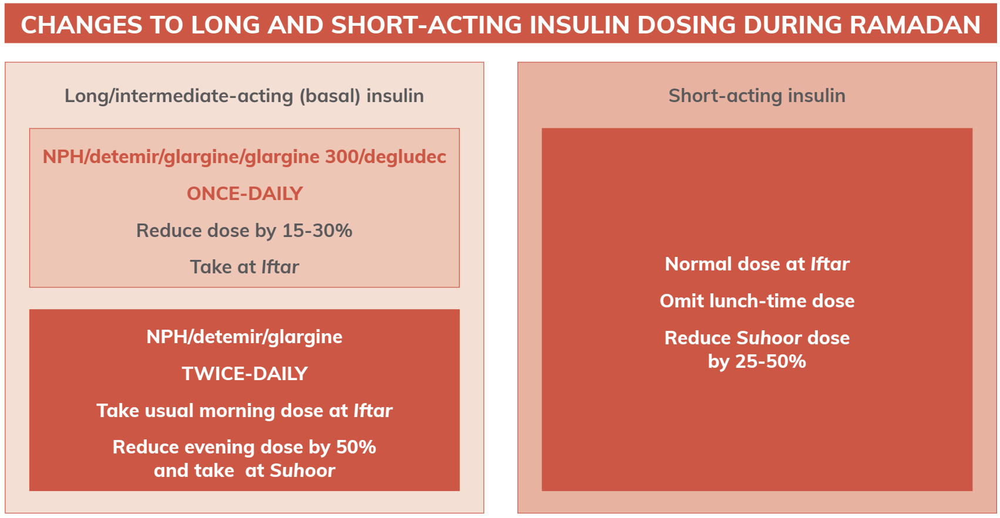 CHANGES TO LONG AND SHORT-ACTING INSULIN DOSING DURING RAMADAN
Long/intermediate-acting (basal) insulin
NPH/detemir/glargine/glargine 300/degludec
ONCE-DAILY
Reduce dose by 15-30%
Take at Iftar
NPH/detemir/glargine
TWICE-DAILY
Take usual morning dose at Iftar
Reduce evening dose by 50%
and take  at Suhoor
Short-acting insulin
Normal dose at Iftar
Omit lunch-time dose
Reduce Suhoor dose
by 25-50%